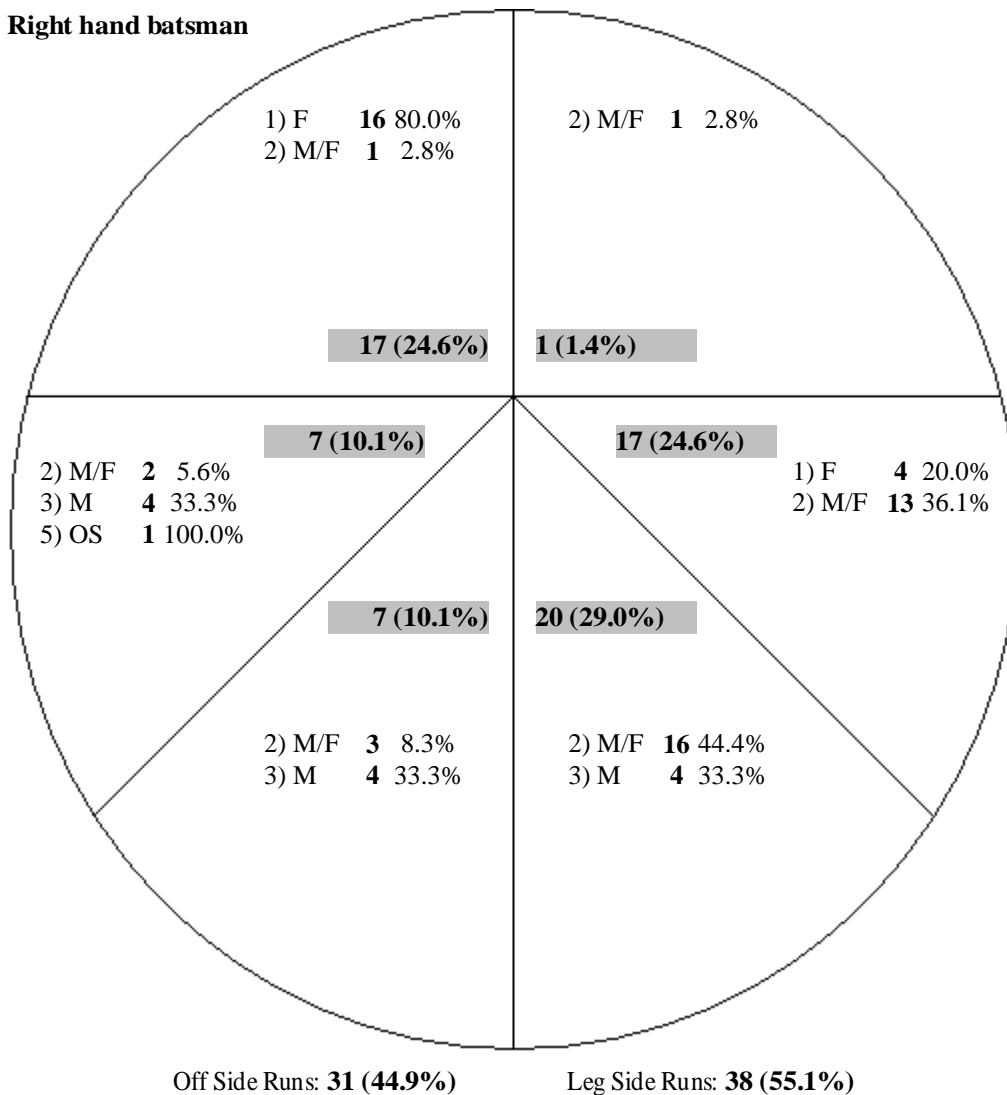 Right hand batsman
1) F 16 80.0%
2) M/F 1 2.8%
2) M/F 1 2.8%
17 (24.6%)
1 (1.4%)
7 (10.1%)
17 (24.6%)
2) M/F 2 5.6%
3) M 4 33.3%
5) OS 1 100.0%
1) F 4 20.0%
2) M/F 13 36.1%
7 (10.1%)
20 (29.0%)
2) M/F 3 8.3%
3) M 4 33.3%
2) M/F 16 44.4%
3) M 4 33.3%
Off Side Runs: 31 (44.9%)
Leg Side Runs: 38 (55.1%)